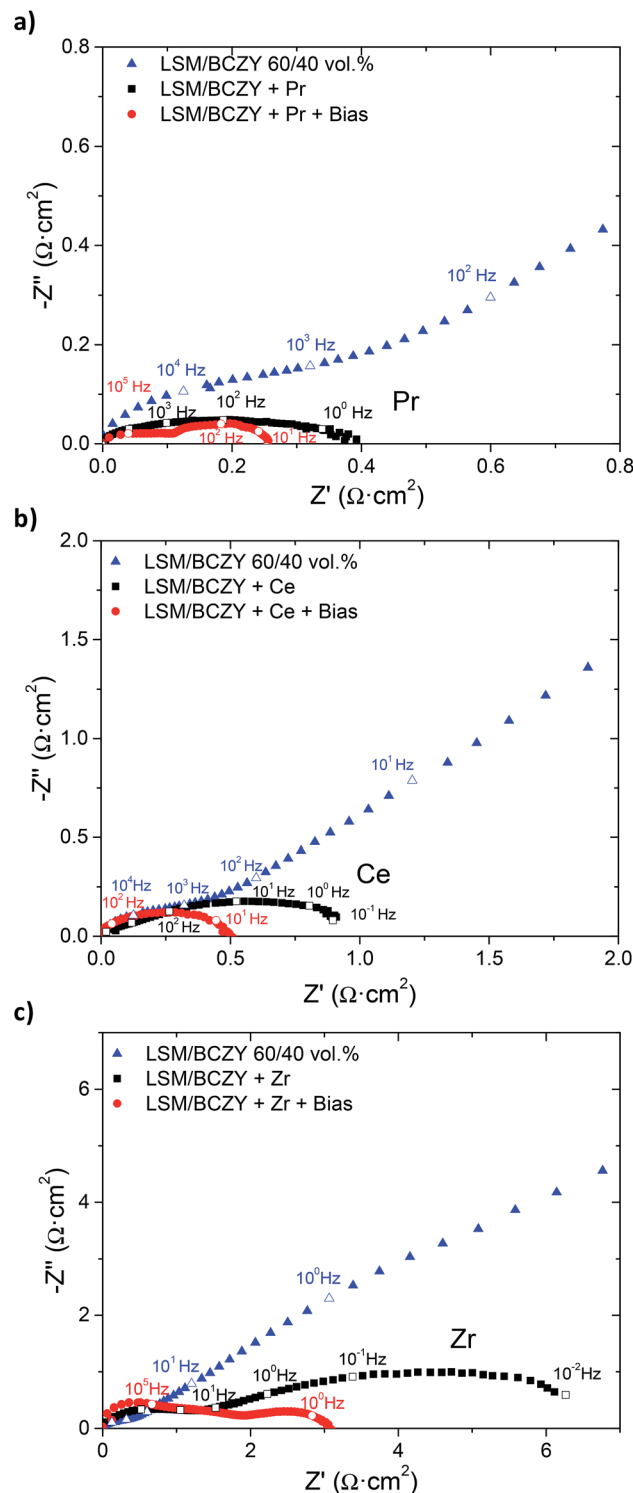 a)
0.8
0.6
0.4
0.2
0.0
-Z'' (Ω·cm²)
LSM/BCZY 60/40 vol.%
LSM/BCZY + Pr
LSM/BCZY + Pr + Bias
10² Hz
10³ Hz
10⁴ Hz
10⁵ Hz
10³ Hz
10² Hz
10⁰ Hz
10² Hz
10¹ Hz
Pr
0.0 0.2 0.4 0.6 0.8
Z' (Ω·cm²)
b)
2.0
1.5
1.0
0.5
0.0
-Z'' (Ω·cm²)
LSM/BCZY 60/40 vol.%
LSM/BCZY + Ce
LSM/BCZY + Ce + Bias
10¹ Hz
10² Hz
10³ Hz
10⁴Hz
10² Hz
10¹ Hz
10⁰Hz
10⁻¹ Hz
10² Hz
10¹ Hz
Ce
0.0 0.5 1.0 1.5 2.0
Z' (Ω·cm²)
c)
6
4
2
0
-Z'' (Ω·cm²)
LSM/BCZY 60/40 vol.%
LSM/BCZY + Zr
LSM/BCZY + Zr + Bias
10⁰Hz
10¹ Hz
Zr
10⁵Hz
10¹Hz
10⁰Hz
10⁻¹Hz
10⁻² Hz
10⁰Hz
0 2 4 6
Z' (Ω·cm²)